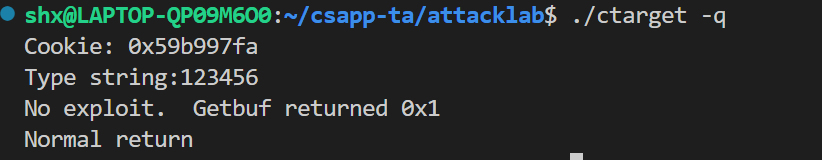 shx@LAPTOP-QP09M6O0:~/csapp-ta/attacklab$ ./ctarget -q
Cookie: 0x59b997fa
Type string:123456
No exploit.  Getbuf returned 0x1
Normal return